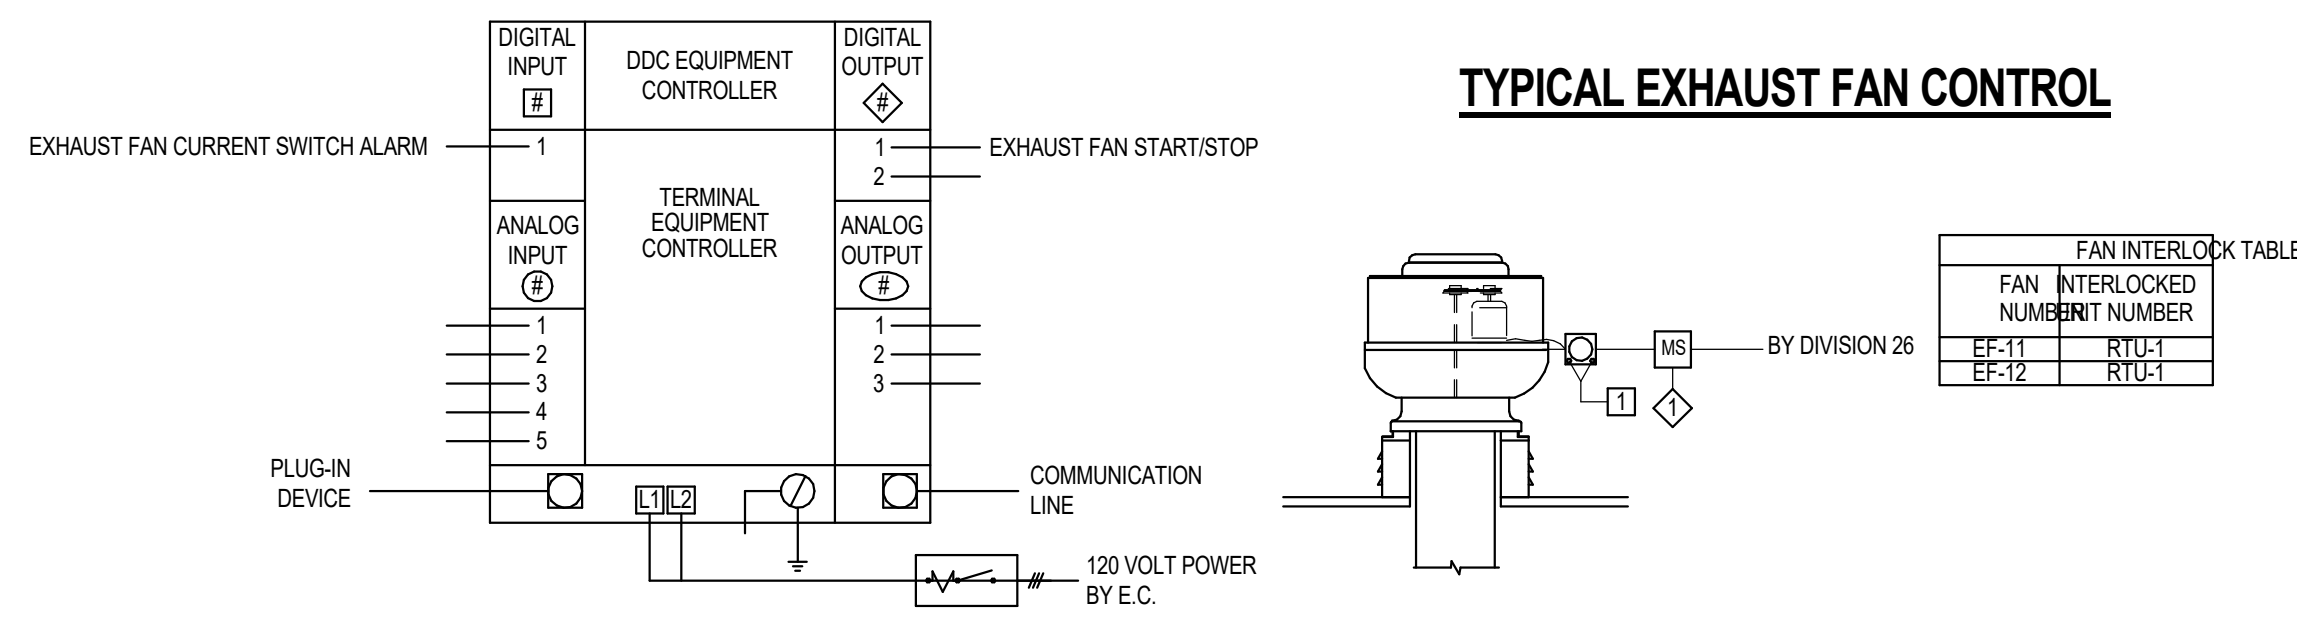 DIGITAL
INPUT
#
DDC EQUIPMENT
CONTROLLER
DIGITAL
OUTPUT
#
EXHAUST FAN CURRENT SWITCH ALARM
1
1
EXHAUST FAN START/STOP
2
TERMINAL
EQUIPMENT
CONTROLLER
ANALOG
INPUT
#
ANALOG
OUTPUT
#
1
2
3
4
5
1
2
3
PLUG-IN
DEVICE
L1 L2
COMMUNICATION
LINE
120 VOLT POWER
BY E.C.
TYPICAL EXHAUST FAN CONTROL
MS
BY DIVISION 26
1
1
FAN INTERLOCK TABLE
FAN
NUMBER
INTERLOCKED
UNIT NUMBER
EF-11 RTU-1
EF-12 RTU-1